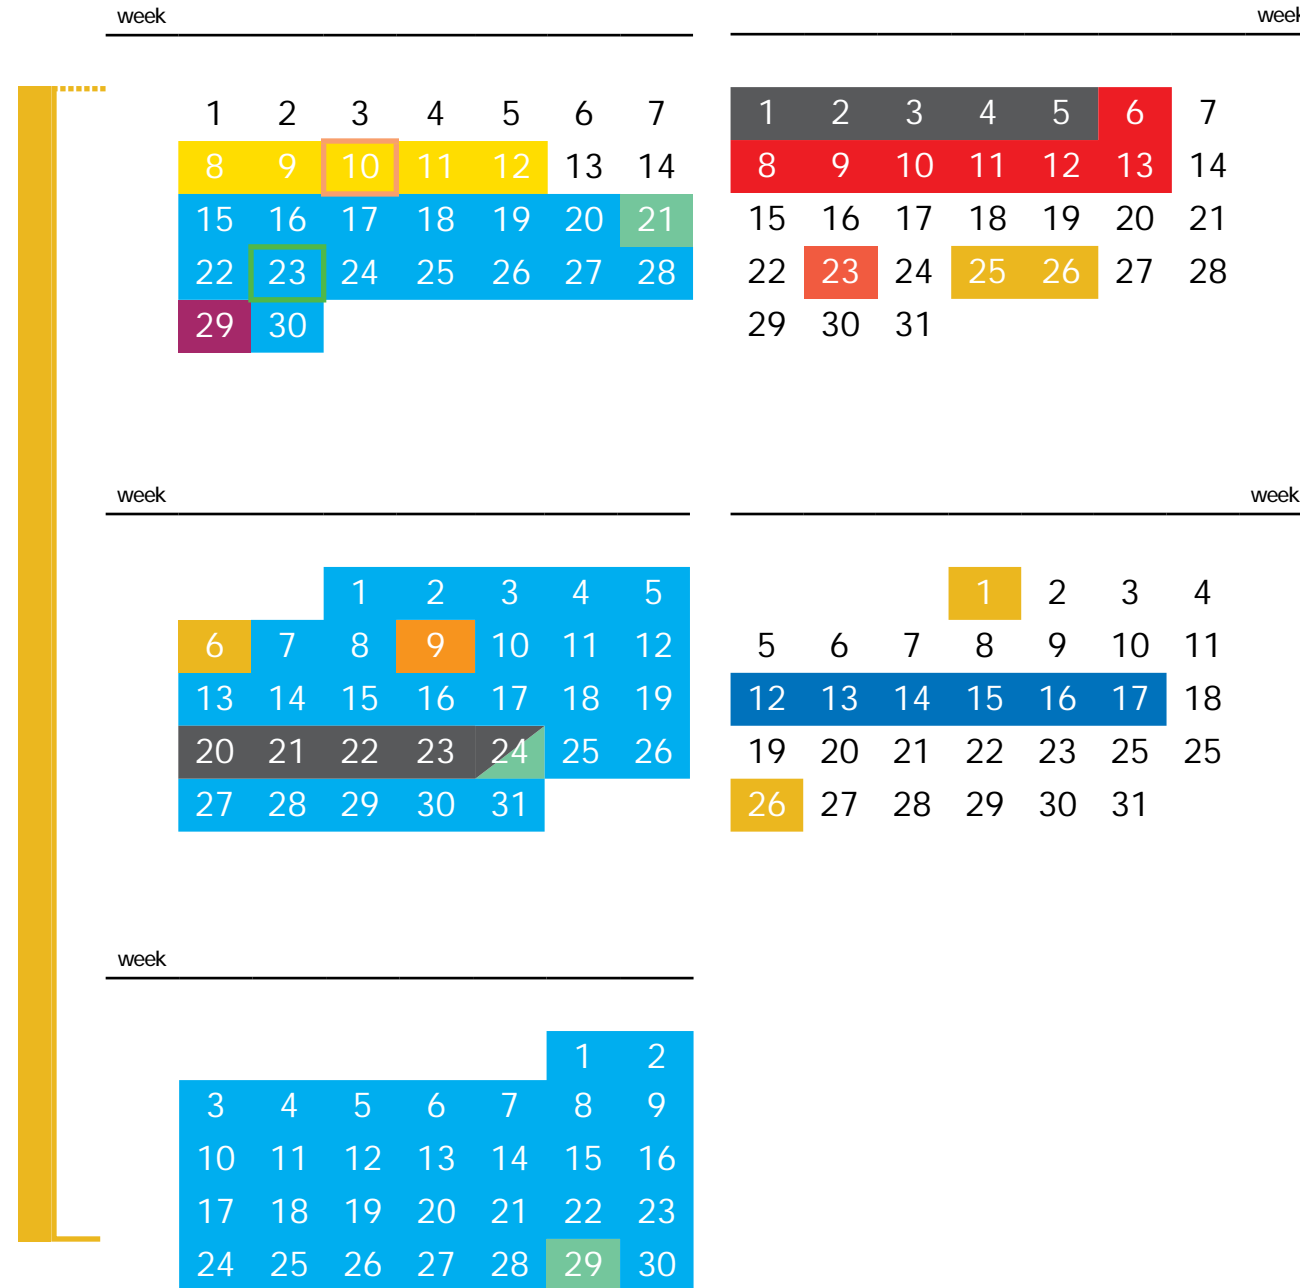 week
1 2 3 4 5 6 7
8 9 10 11 12 13 14
15 16 17 18 19 20 21
22 23 24 25 26 27 28
29 30
week
1 2 3 4 5 6 7
8 9 10 11 12 13 14
15 16 17 18 19 20 21
22 23 24 25 26 27 28
29 30 31
week
1 2 3 4 5
6 7 8 9 10 11 12
13 14 15 16 17 18 19
20 21 22 23 24 25 26
27 28 29 30 31
week
1 2 3 4
5 6 7 8 9 10 11
12 13 14 15 16 17 18
19 20 21 22 23 25 25
26 27 28 29 30 31
week
1 2
3 4 5 6 7 8 9
10 11 12 13 14 15 16
17 18 19 20 21 22 23
24 25 26 27 28 29 30